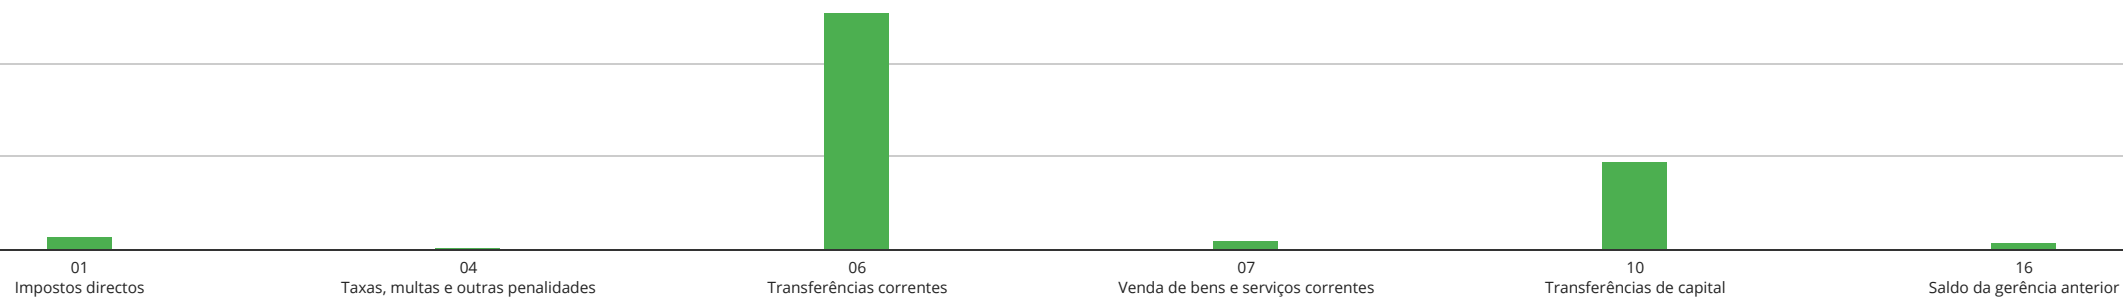 01
Impostos directos
04
Taxas, multas e outras penalidades
06
Transferências correntes
07
Venda de bens e serviços correntes
10
Transferências de capital
16
Saldo da gerência anterior